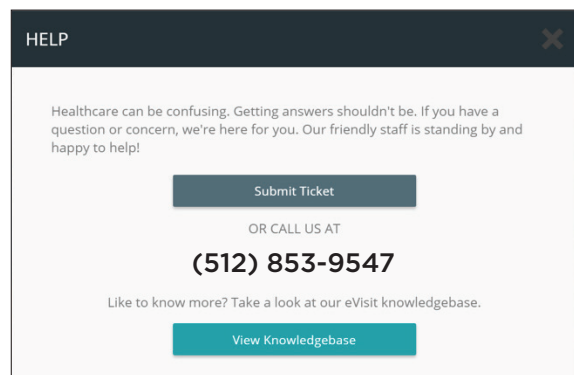 HELP
Healthcare can be confusing. Getting answers shouldn't be. If you have a
question or concern, we're here for you. Our friendly staff is standing by and
happy to help!
Submit Ticket
OR CALL US AT
(512) 853-9547
Like to know more? Take a look at our eVisit knowledgebase.
View Knowledgebase